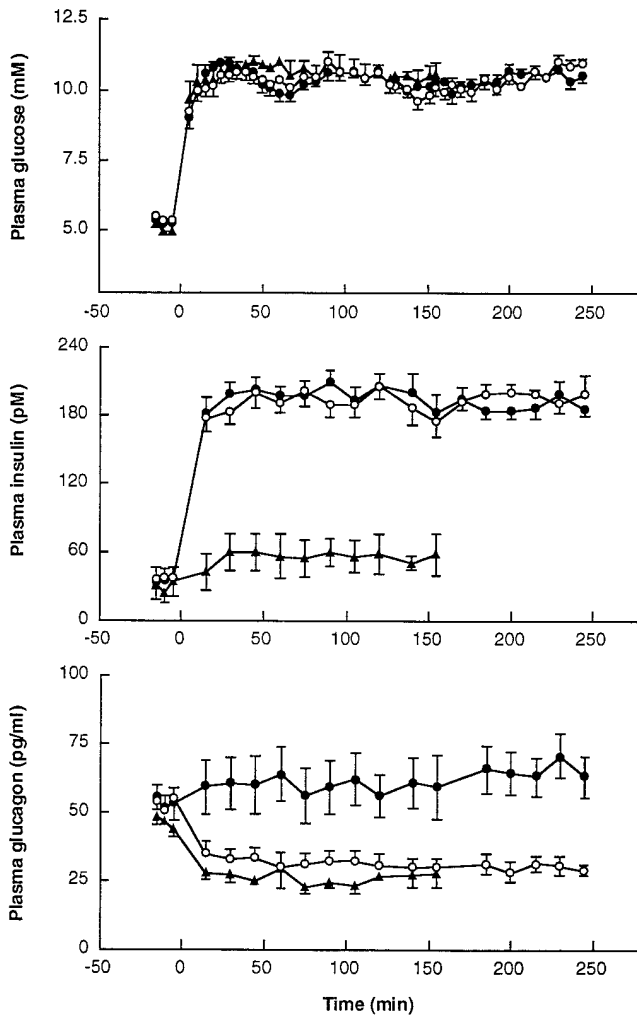 Plasma glucose (mM)
12.5
10.0
7.5
5.0
-50 0 50 100 150 200 250
Plasma insulin (pM)
240
180
120
60
0
-50 0 50 100 150 200 250
Plasma glucagon (pg/ml)
100
75
50
25
0
-50 0 50 100 150 200 250
Time (min)